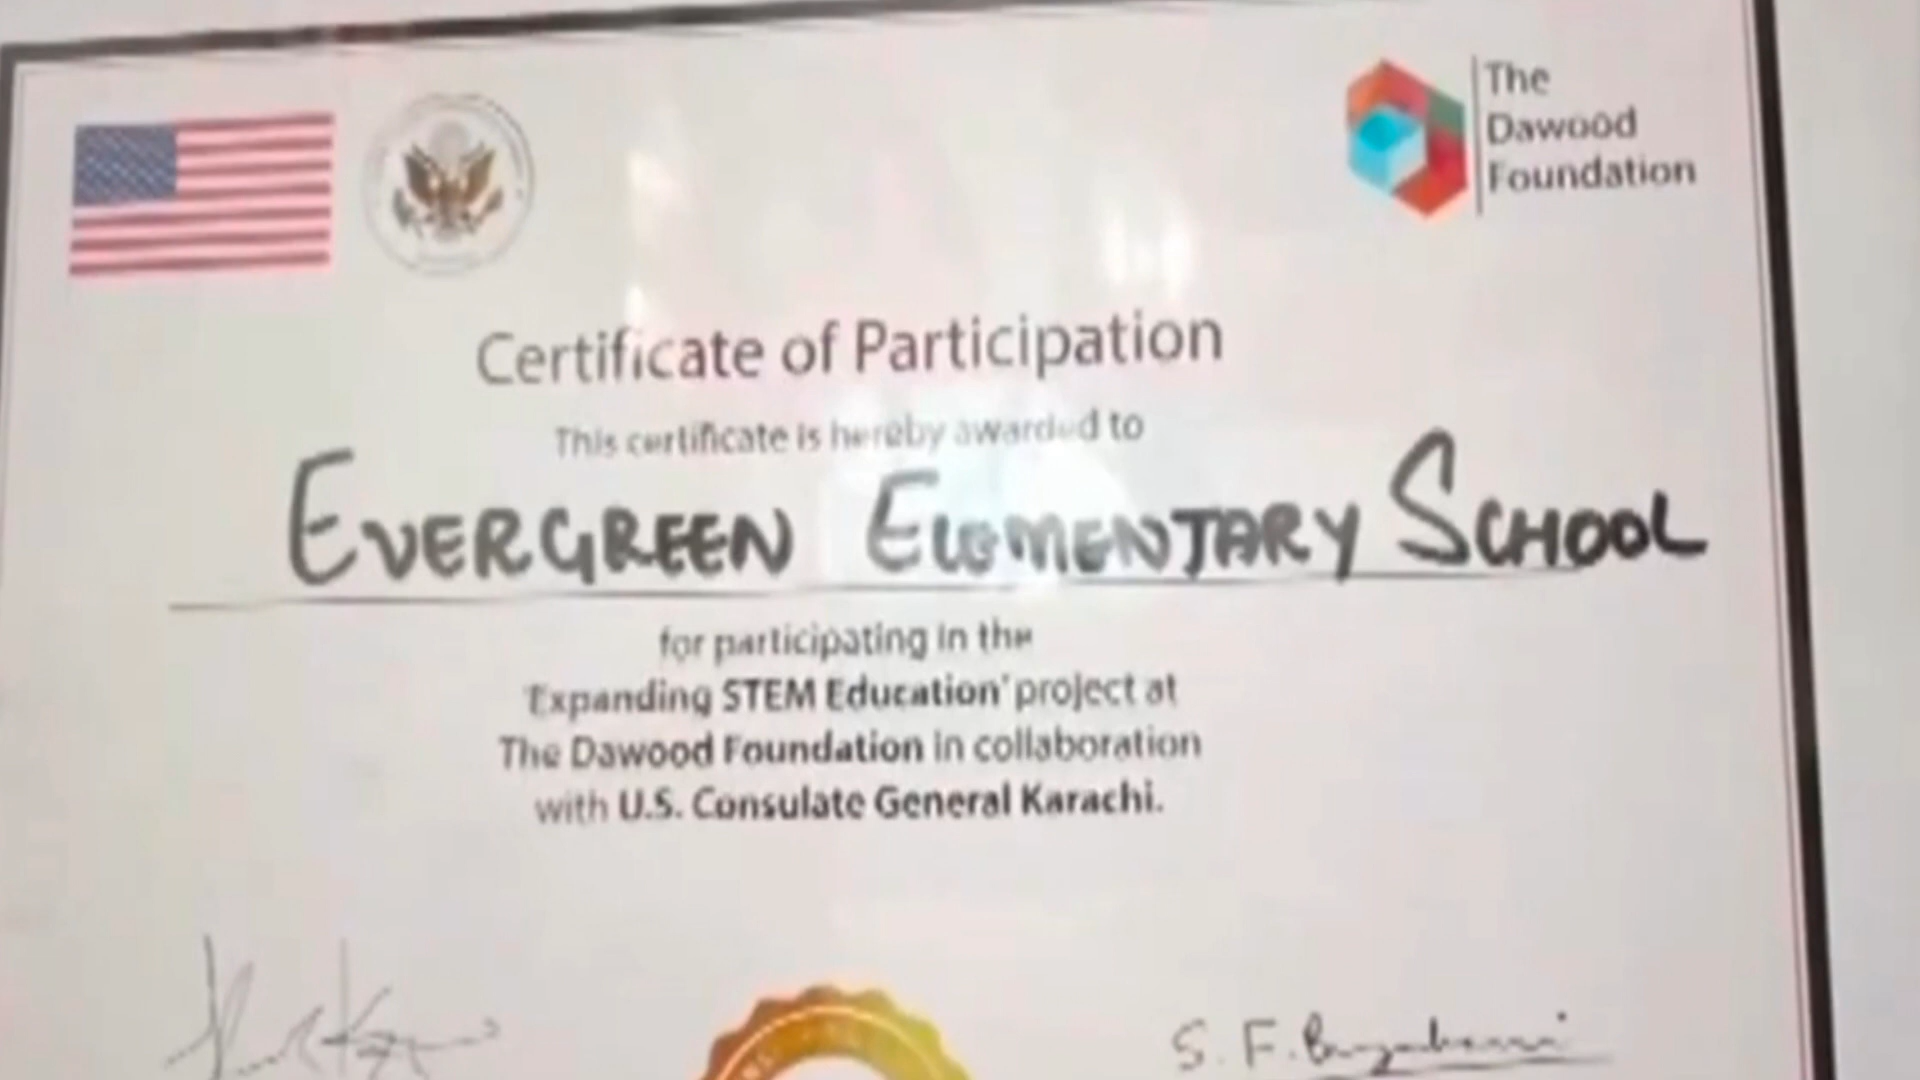 The
Dawood
Foundation
Certificate of Participation
This certificate is hereby awarded to
EVERGREEN ELEMENTARY SCHOOL
for participating in the
'Expanding STEM Education' project at
The Dawood Foundation in collaboration
with U.S. Consulate General Karachi.
S. F.